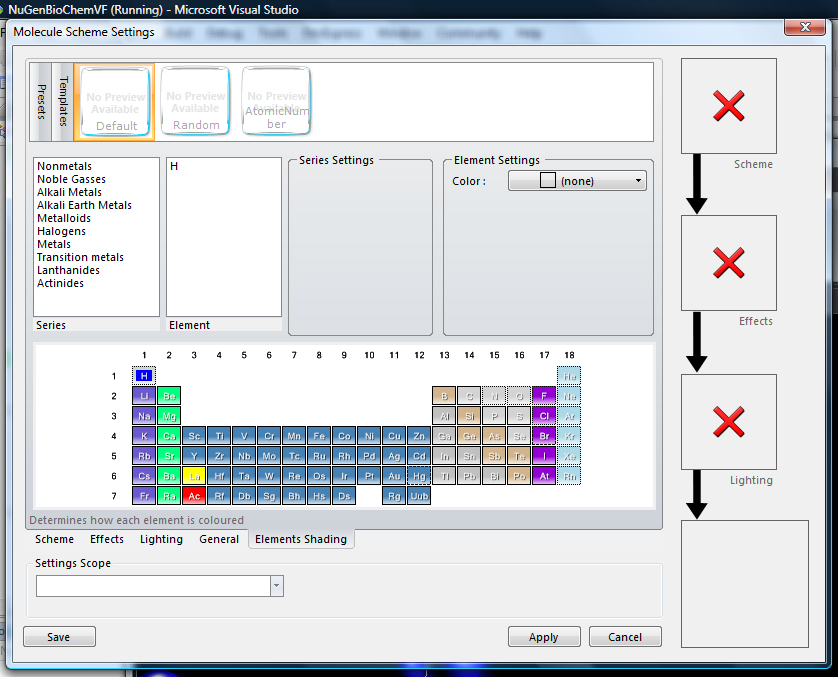 NuGenBioChemVF (Running) - Microsoft Visual Studio
Molecule Scheme Settings
Presets
Templates
No Preview
Available
Default
No Preview
Available
Random
No Preview
Available
AtomicNum
ber
Scheme
Nonmetals
Noble Gasses
Alkali Metals
Alkali Earth Metals
Metalloids
Halogens
Metals
Transition metals
Lanthanides
Actinides
Series
H
Element
Series Settings
Element Settings
Color :
(none)
Effects
1 2 3 4 5 6 7 8 9 10 11 12 13 14 15 16 17 18
1 H He
2 Li Be B C N O F Ne
3 Na Mg Al Si P S Cl Ar
4 K Ca Sc Ti V Cr Mn Fe Co Ni Cu Zn Ga Ge As Se Br Kr
5 Rb Sr Y Zr Nb Mo Tc Ru Rh Pd Ag Cd In Sn Sb Te I Xe
6 Cs Ba La Hf Ta W Re Os Ir Pt Au Hg Tl Pb Bi Po At Rn
7 Fr Ra Ac Rf Db Sg Bh Hs Ds Rg Uub
Lighting
Determines how each element is coloured
Scheme Effects Lighting General Elements Shading
Settings Scope
Save Apply Cancel